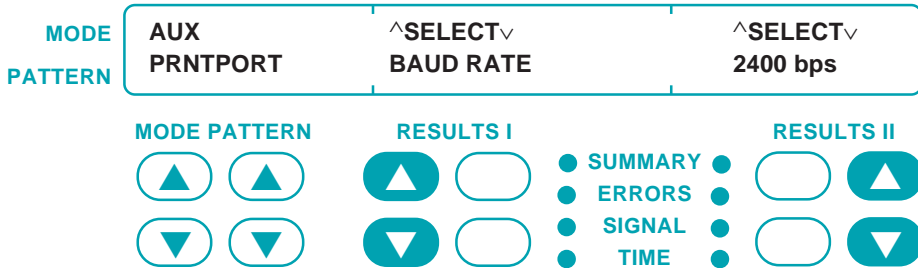 MODE AUX ^SELECT∨ ^SELECT∨
PATTERN PRNTPORT BAUD RATE 2400 bps
MODE PATTERN RESULTS I RESULTS II
SUMMARY
ERRORS
SIGNAL
TIME